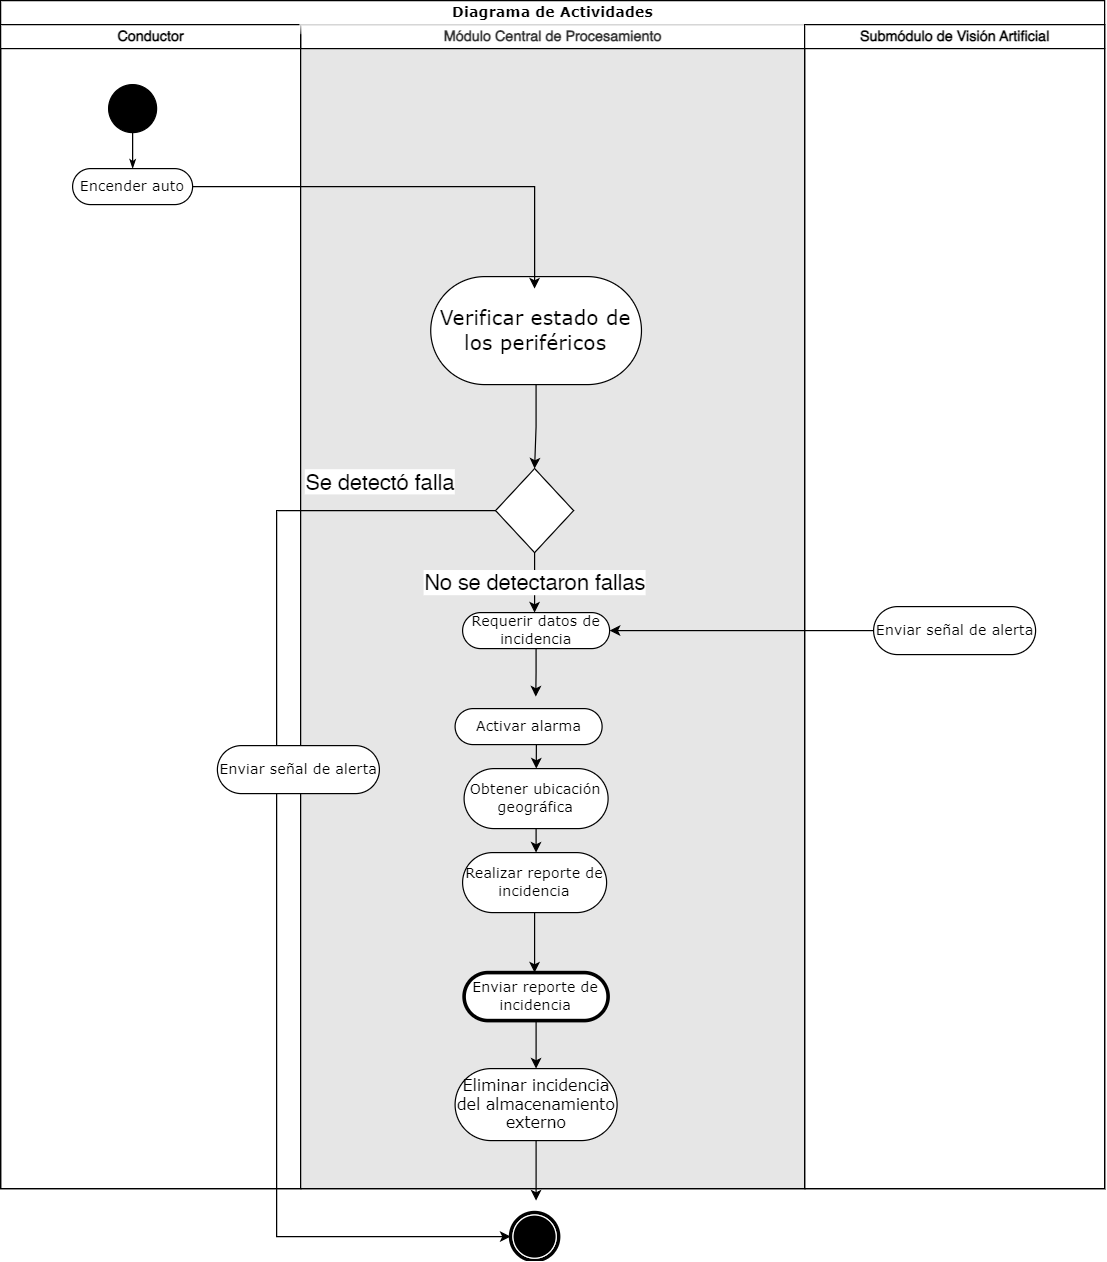 Diagrama de Actividades
Conductor
Módulo Central de Procesamiento
Submódulo de Visión Artificial
Encender auto
Verificar estado de
los periféricos
Se detectó falla
No se detectaron fallas
Requerir datos de
incidencia
Enviar señal de alerta
Activar alarma
Enviar señal de alerta
Obtener ubicación
geográfica
Realizar reporte de
incidencia
Enviar reporte de
incidencia
Eliminar incidencia
del almacenamiento
externo